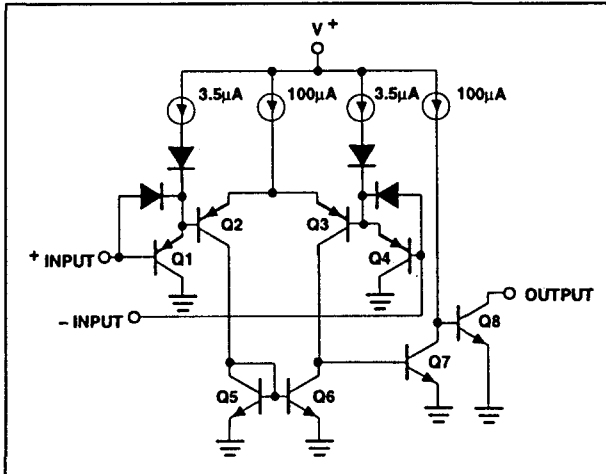 V+
3.5μA
100μA
3.5μA
100μA
Q2
Q3
+ INPUT
Q1
Q4
OUTPUT
- INPUT
Q8
Q7
Q5
Q6